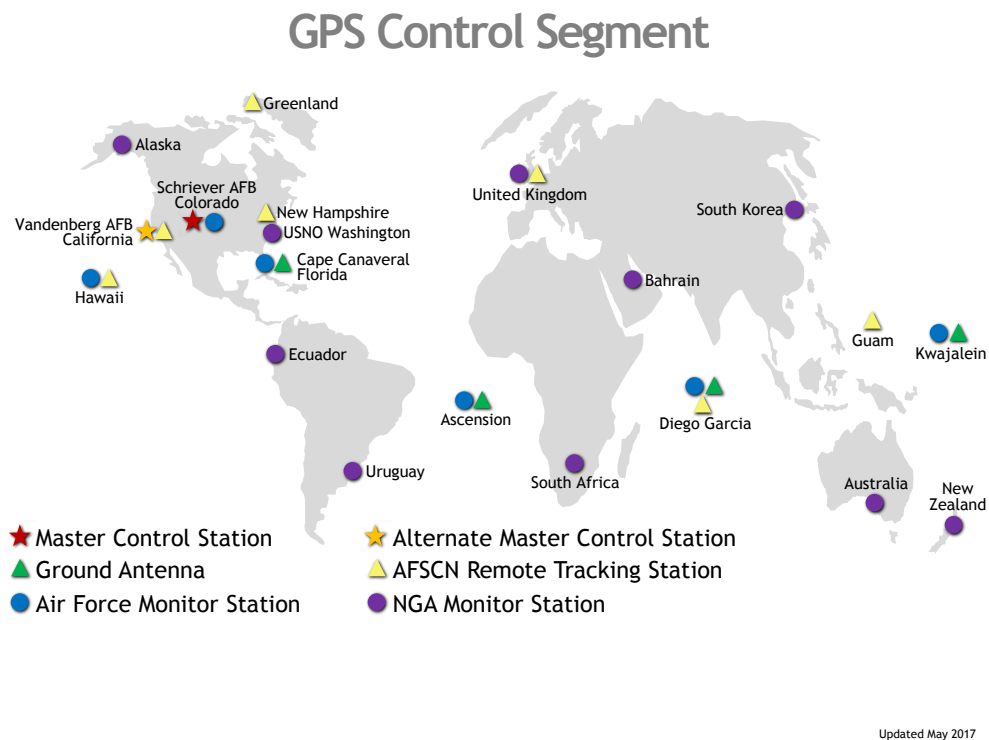 GPS Control Segment
Greenland
Alaska
Schriever AFB
Colorado
United Kingdom
New Hampshire
South Korea
Vandenberg AFB
California
USNO Washington
Cape Canaveral
Florida
Bahrain
Hawaii
Guam
Kwajalein
Ecuador
Ascension
Diego Garcia
Uruguay
South Africa
Australia
New
Zealand
Master Control Station
Alternate Master Control Station
Ground Antenna
AFSCN Remote Tracking Station
Air Force Monitor Station
NGA Monitor Station
Updated May 2017